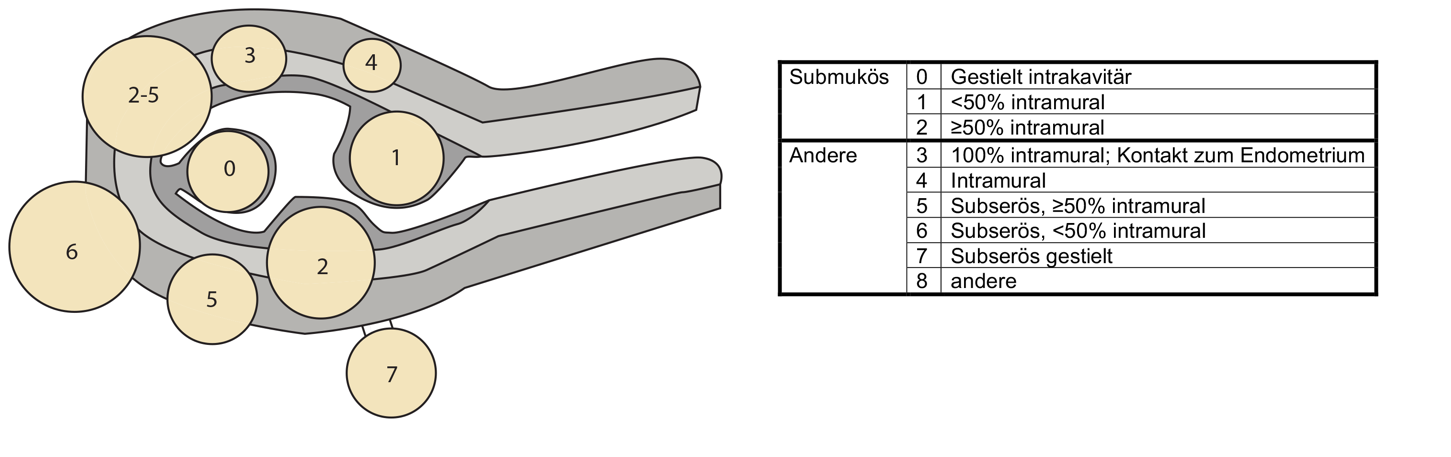 3
4
2-5
0
1
6
2
5
7
Submukös 0 Gestielt intrakavitär
1 <50% intramural
2 ≥50% intramural
Andere 3 100% intramural; Kontakt zum Endometrium
4 Intramural
5 Subserös, ≥50% intramural
6 Subserös, <50% intramural
7 Subserös gestielt
8 andere